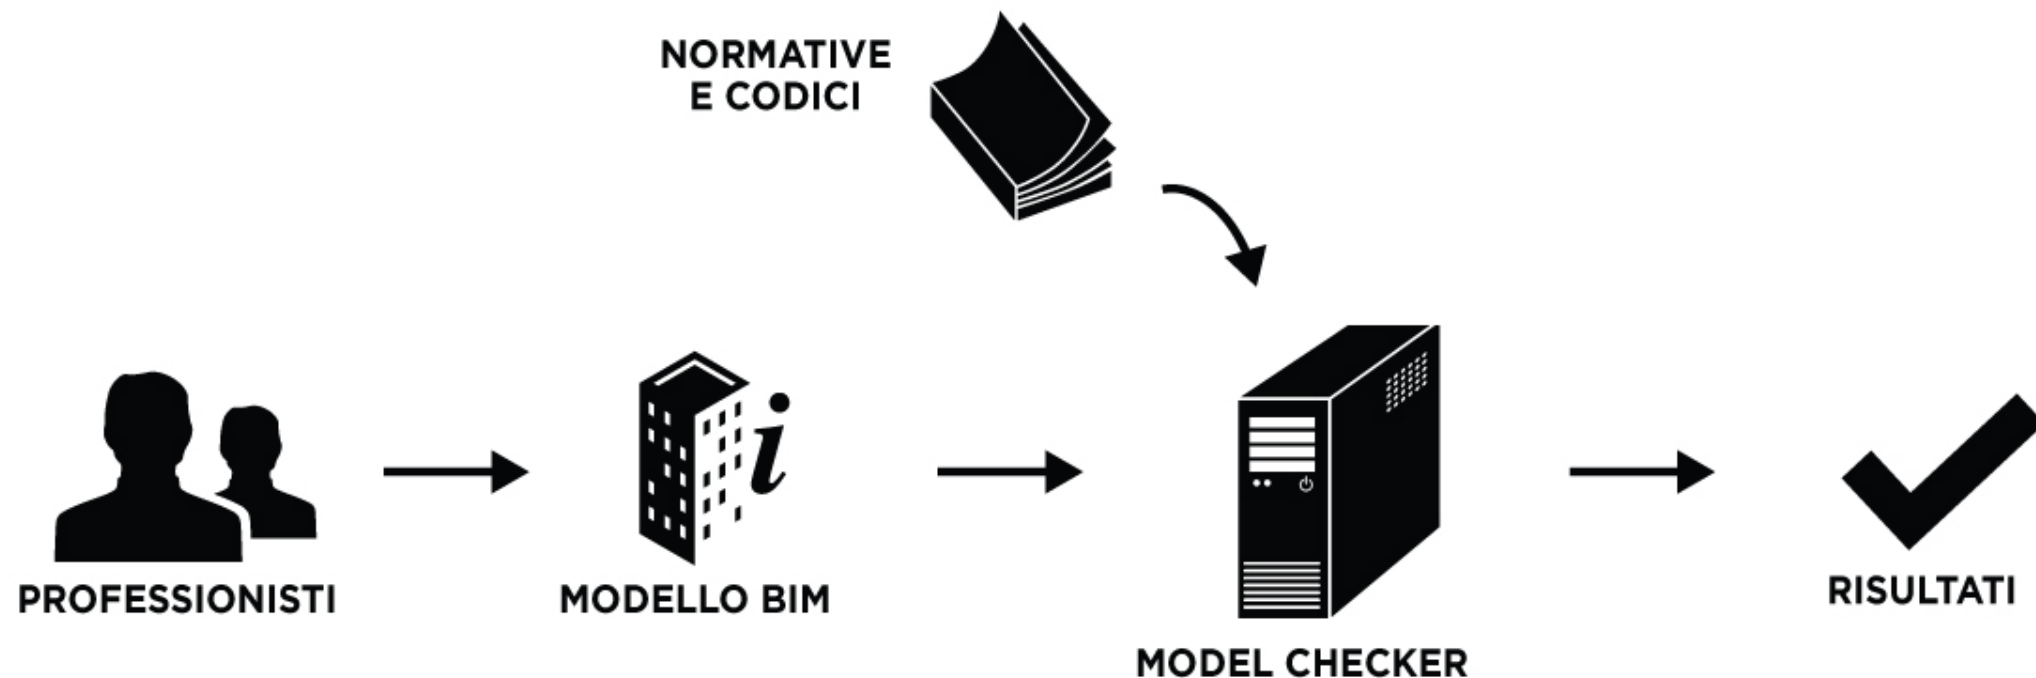 NORMATIVE
E CODICI
i
PROFESSIONISTI
MODELLO BIM
MODEL CHECKER
RISULTATI